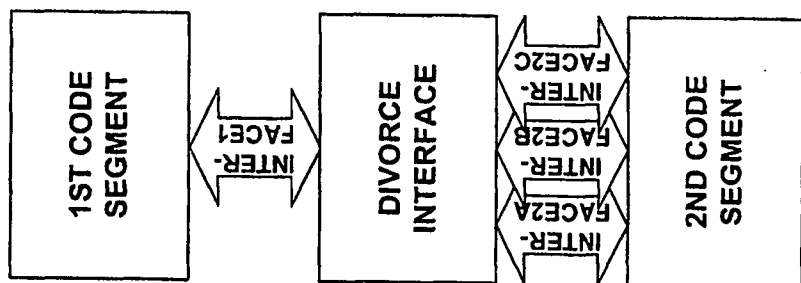 1ST CODE
SEGMENT
INTER-
FACE1
DIVORCE
INTERFACE
INTER-
FACE2A
INTER-
FACE2B
INTER-
FACE2C
2ND CODE
SEGMENT